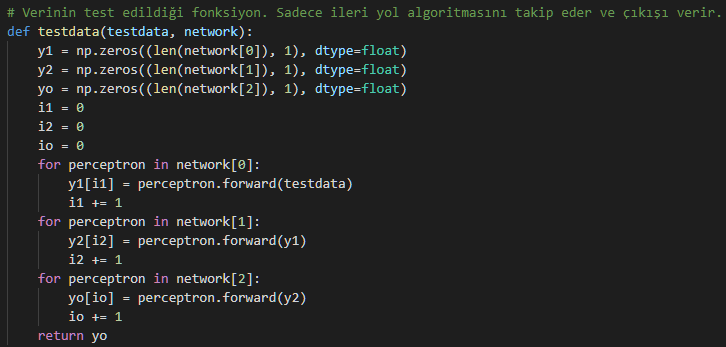 # Verinin test edildiği fonksiyon. Sadece ileri yol algoritmasını takip eder ve çıkışı verir.
def testdata(testdata, network):
    y1 = np.zeros((len(network[0]), 1), dtype=float)
    y2 = np.zeros((len(network[1]), 1), dtype=float)
    yo = np.zeros((len(network[2]), 1), dtype=float)
    i1 = 0
    i2 = 0
    io = 0
    for perceptron in network[0]:
        y1[i1] = perceptron.forward(testdata)
        i1 += 1
    for perceptron in network[1]:
        y2[i2] = perceptron.forward(y1)
        i2 += 1
    for perceptron in network[2]:
        yo[io] = perceptron.forward(y2)
        io += 1
    return yo